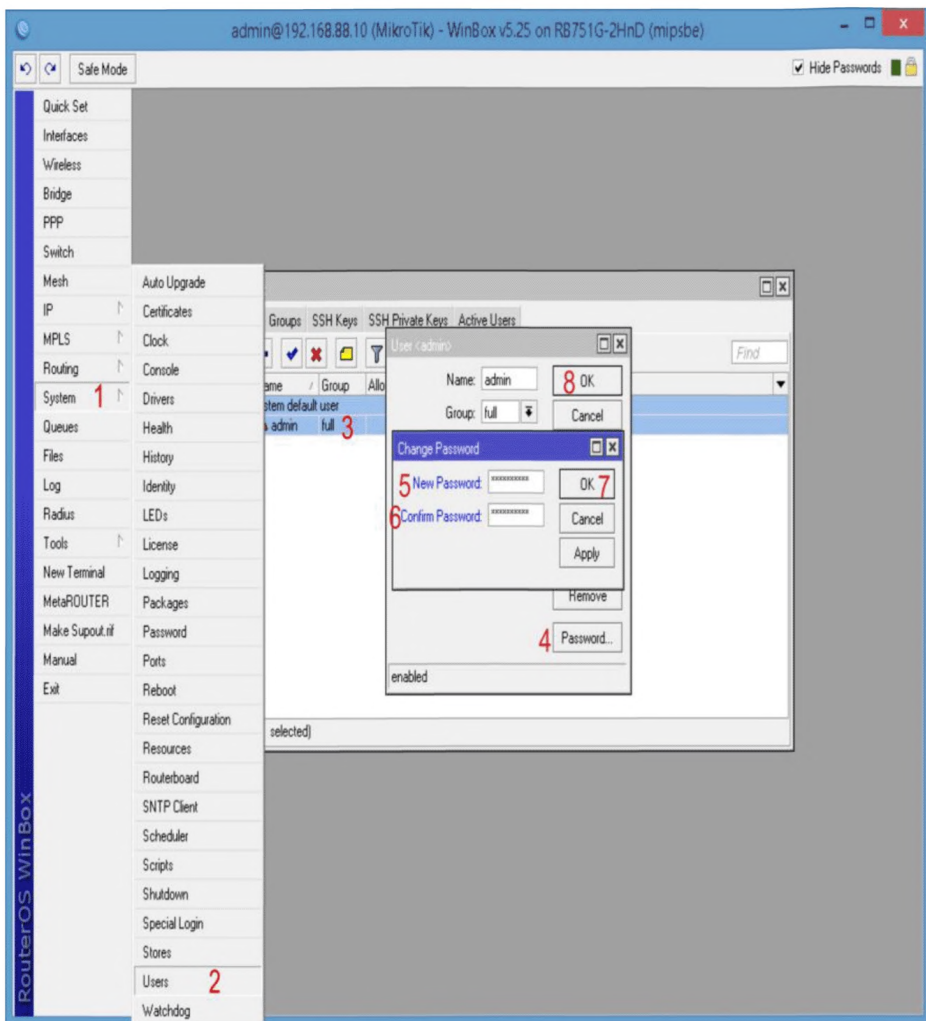 admin@192.168.88.10 (MikroTik) - WinBox v5.25 on RB751G-2HnD (mipsbe)
Safe Mode
Hide Passwords
Quick Set
Interfaces
Wireless
Bridge
PPP
Switch
Mesh
IP
MPLS
Routing
System 1
Queues
Files
Log
Radius
Tools
New Terminal
MetaROUTER
Make Supout.rif
Manual
Exit
RouterOS WinBox
Auto Upgrade
Certificates
Clock
Console
Drivers
Health
History
Identity
LEDs
License
Logging
Packages
Password
Ports
Reboot
Reset Configuration
Resources
Routerboard
SNTP Client
Scheduler
Scripts
Shutdown
Special Login
Stores
Users 2
Watchdog
Groups SSH Keys SSH Private Keys Active Users
Find
ame / Group Allo
stem default user
admin full 3
selected)
User <admin>
Name: admin
8 OK
Group: full
Cancel
Change Password
5 New Password: **********
OK 7
6 Confirm Password: **********
Cancel
Apply
Remove
4 Password...
enabled